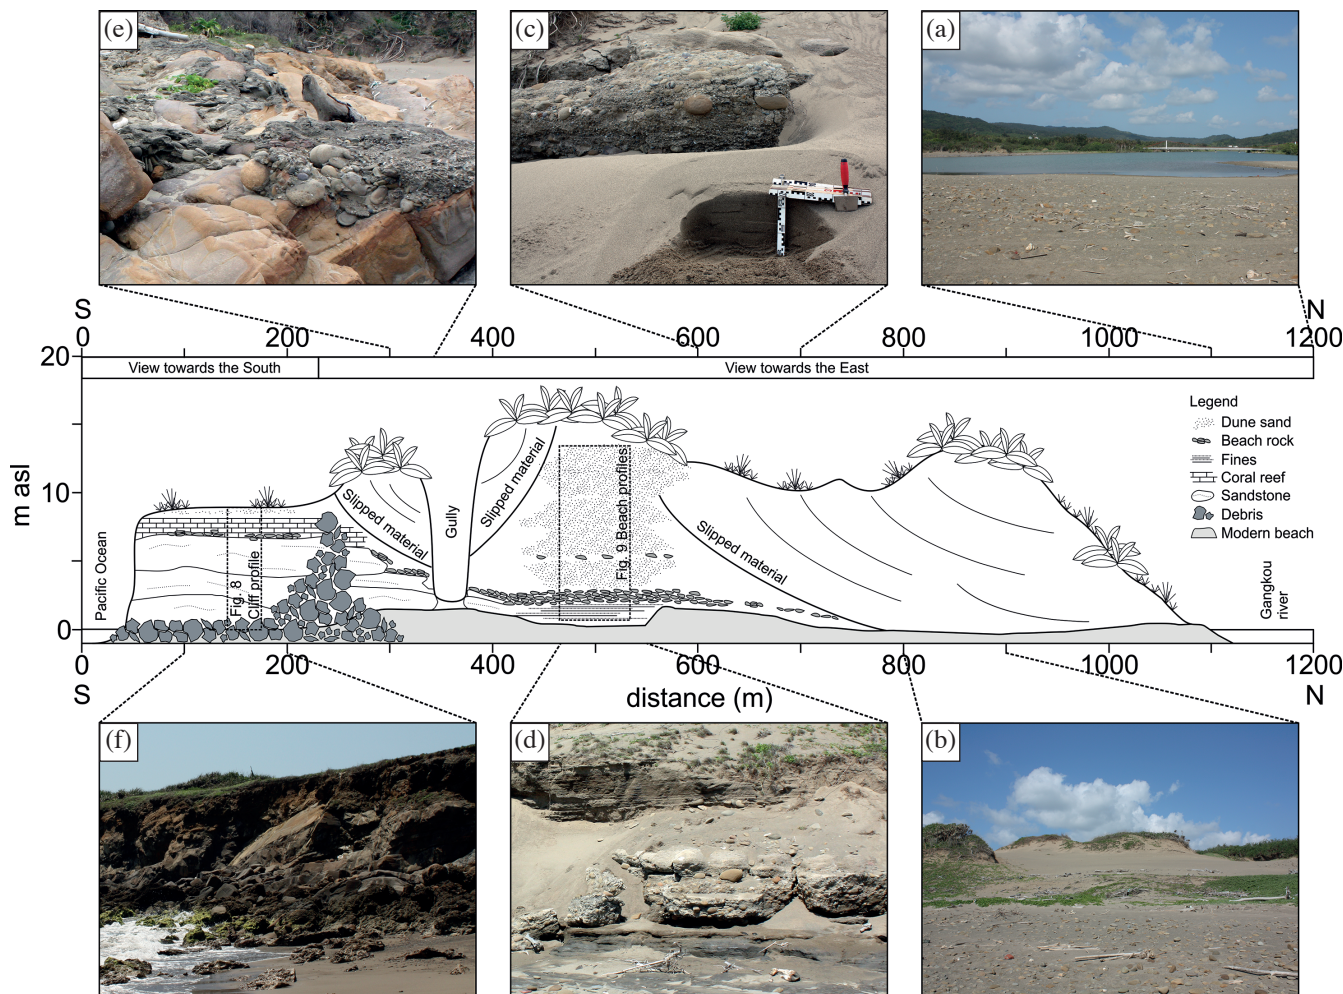 (e)
(c)
(a)
S
N
0
200
400
600
800
1000
1200
20
View towards the South
View towards the East
Legend
Dune sand
Beach rock
Fines
Coral reef
Sandstone
Debris
Modern beach
m asl
10
0
Pacific Ocean
Fig. 8
Cliff profile
Slipped material
Gully
Slipped material
Fig. 9 Beach profiles
Slipped material
Gangkou
river
0
200
400
600
800
1000
1200
S
distance (m)
N
(f)
(d)
(b)